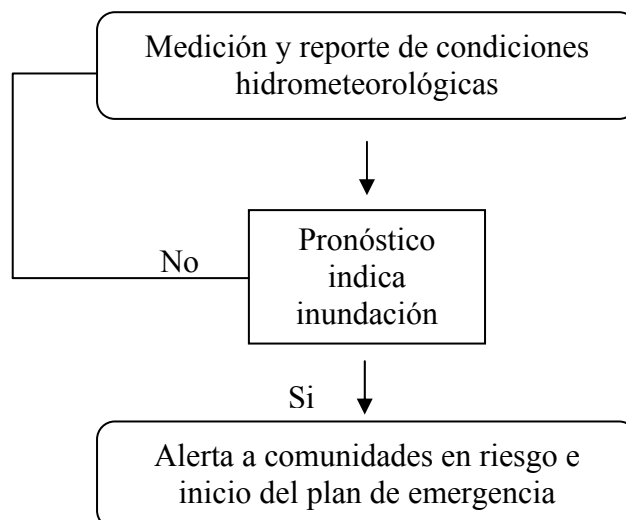 Medición y reporte de condiciones
hidrometeorológicas
Pronóstico
indica
inundación
No
Si
Alerta a comunidades en riesgo e
inicio del plan de emergencia